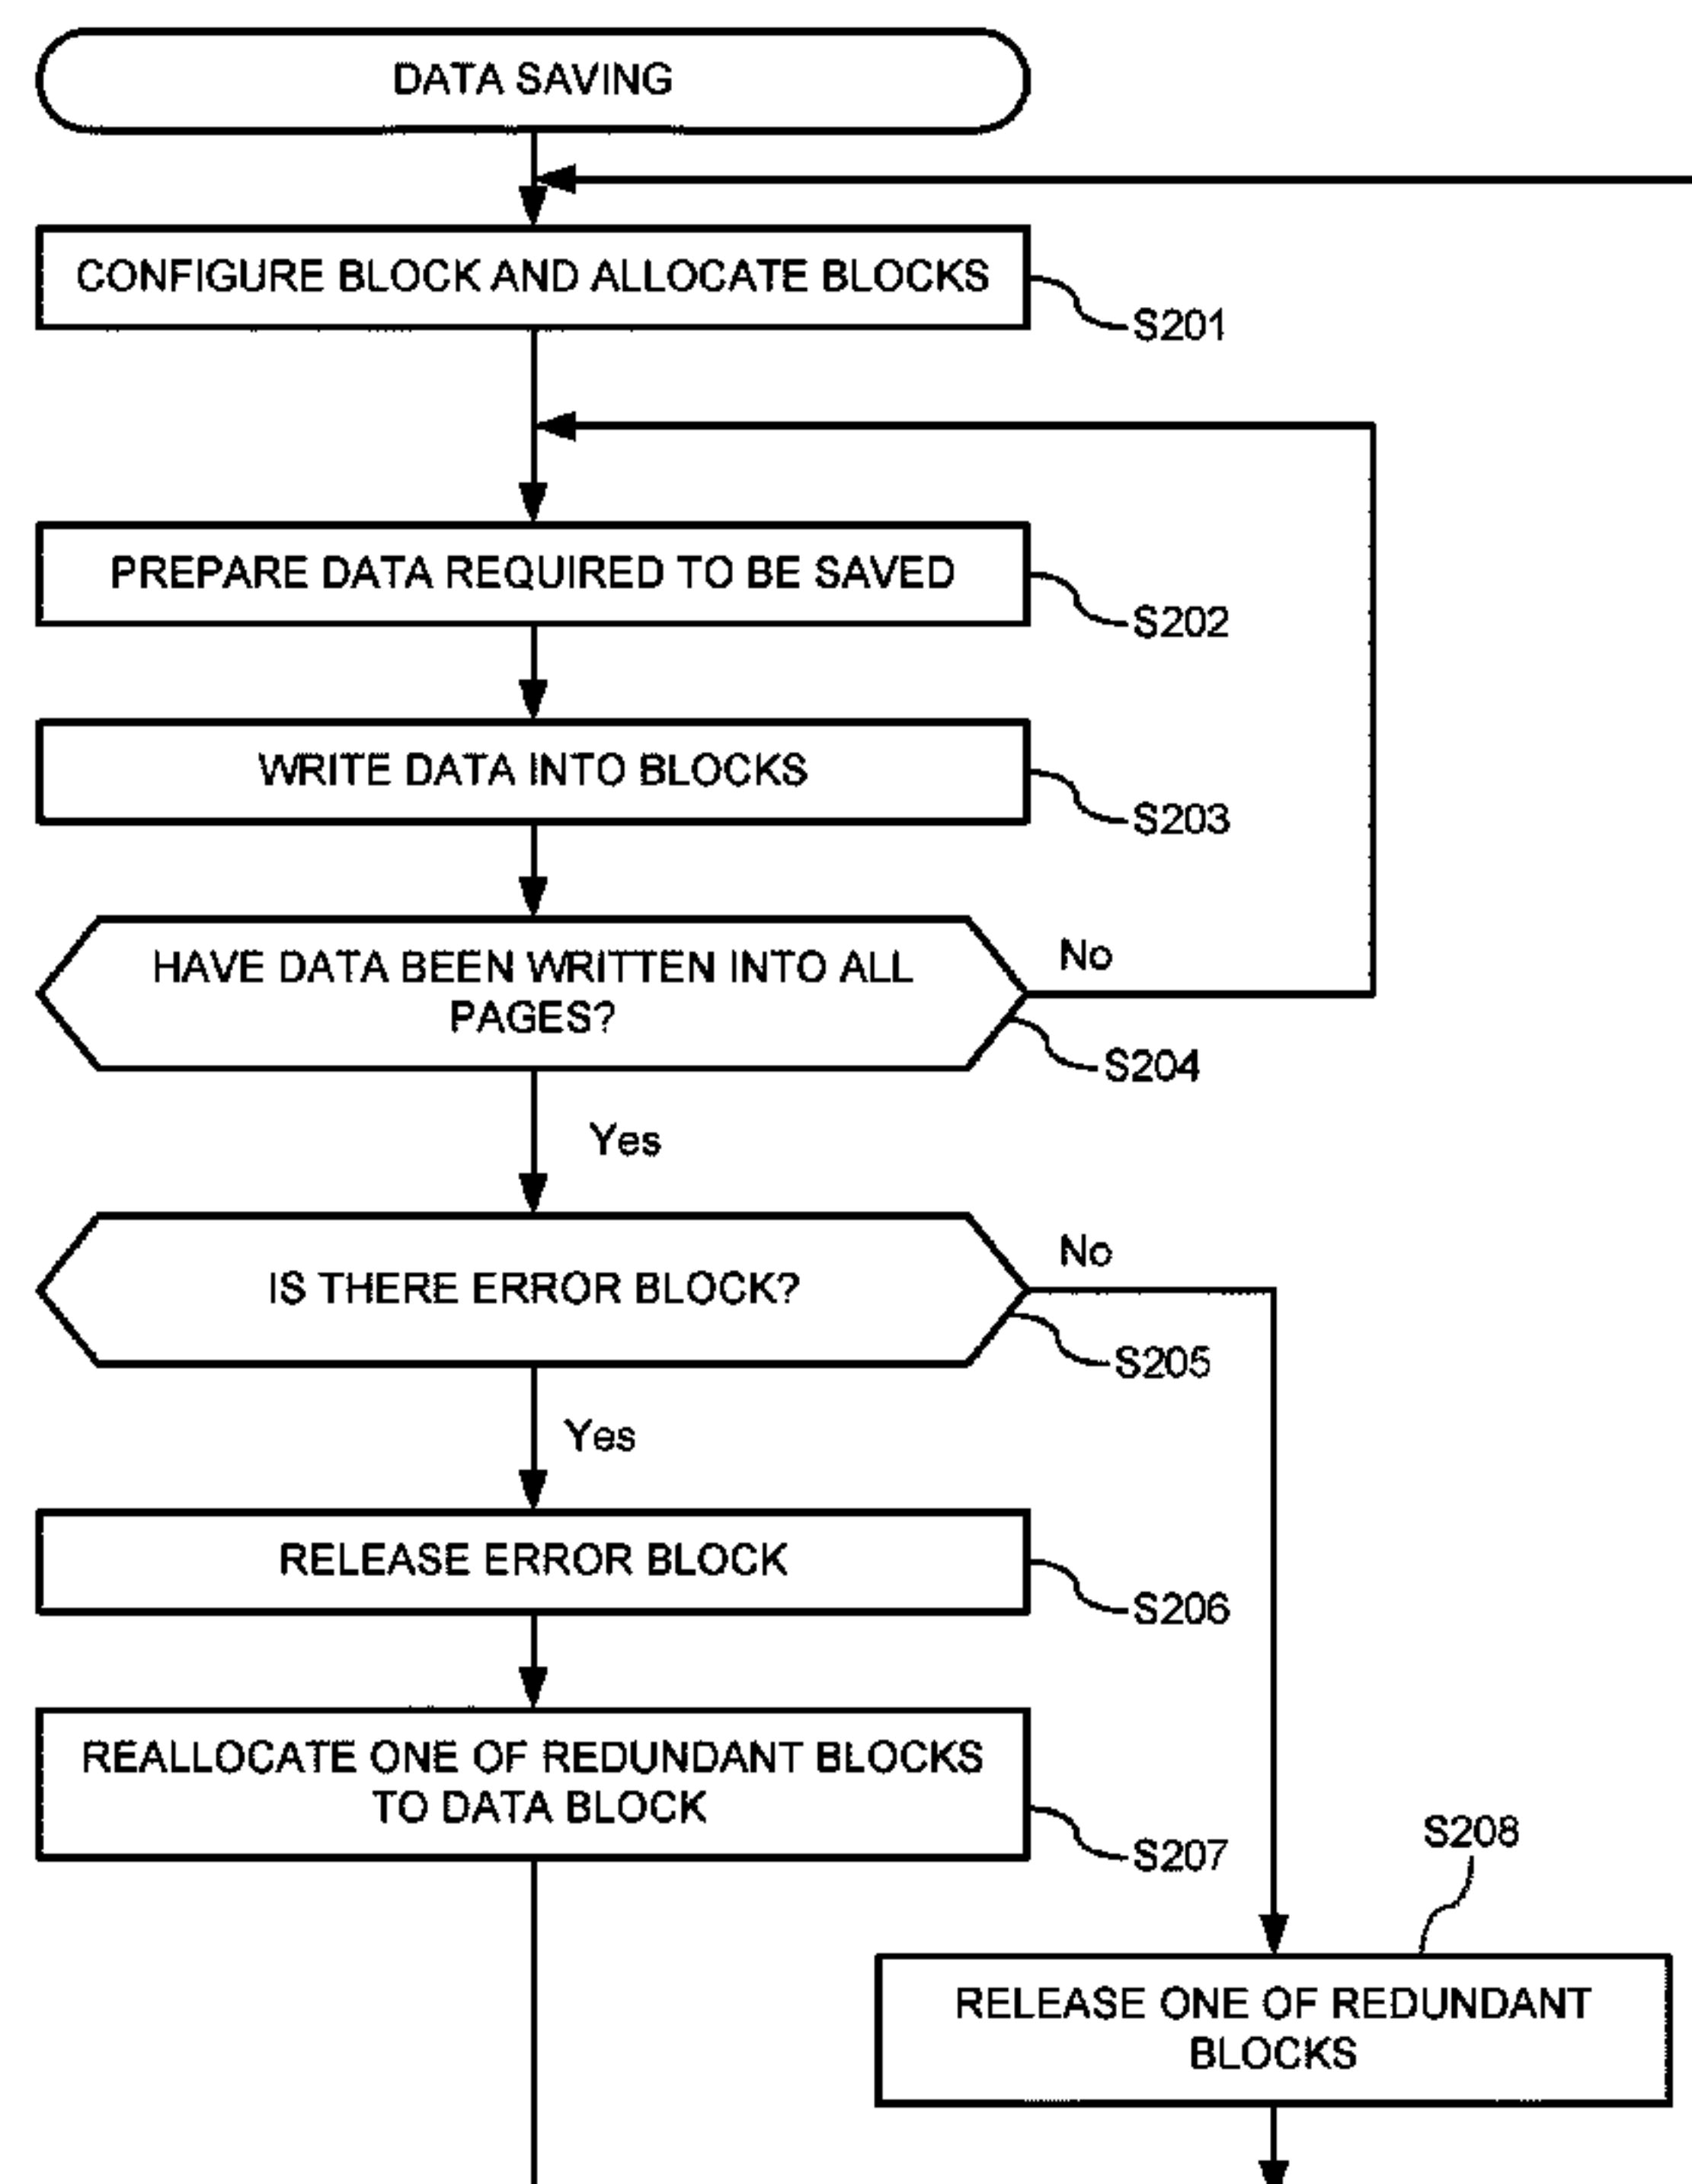 DATA SAVING
CONFIGURE BLOCK AND ALLOCATE BLOCKS
S201
PREPARE DATA REQUIRED TO BE SAVED
S202
WRITE DATA INTO BLOCKS
S203
HAVE DATA BEEN WRITTEN INTO ALL
PAGES?
No
S204
Yes
IS THERE ERROR BLOCK?
No
S205
Yes
RELEASE ERROR BLOCK
S206
REALLOCATE ONE OF REDUNDANT BLOCKS
TO DATA BLOCK
S207
S208
RELEASE ONE OF REDUNDANT
BLOCKS